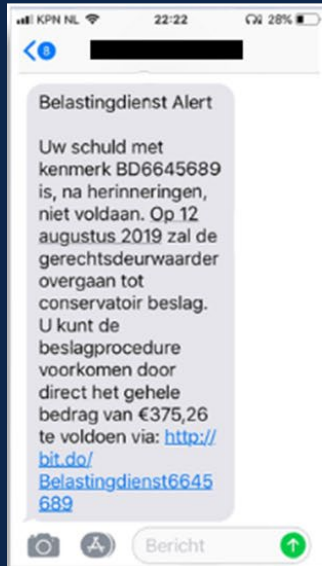 KPN NL 22:22 28%
8
Belastingdienst Alert
Uw schuld met
kenmerk BD6645689
is, na herinneringen,
niet voldaan. Op 12
augustus 2019 zal de
gerechtsdeurwaarder
overgaan tot
conservatoir beslag.
U kunt de
beslagprocedure
voorkomen door
direct het gehele
bedrag van €375,26
te voldoen via: http://
bit.do/
Belastingdienst6645
689
Bericht